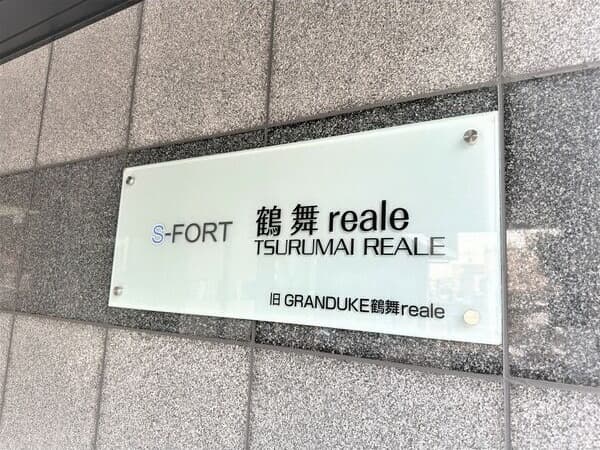 S-FORT 鶴舞 reale
TSURUMAI REALE
旧 GRANDUKE鶴舞reale